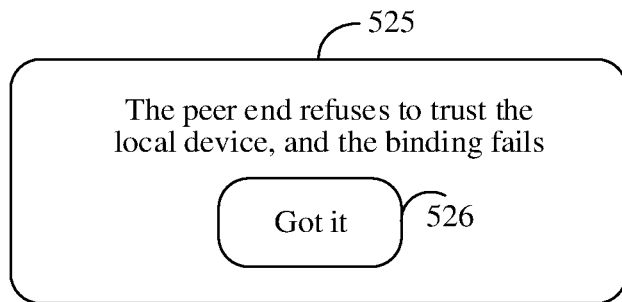 525
The peer end refuses to trust the
local device, and the binding fails
Got it
526